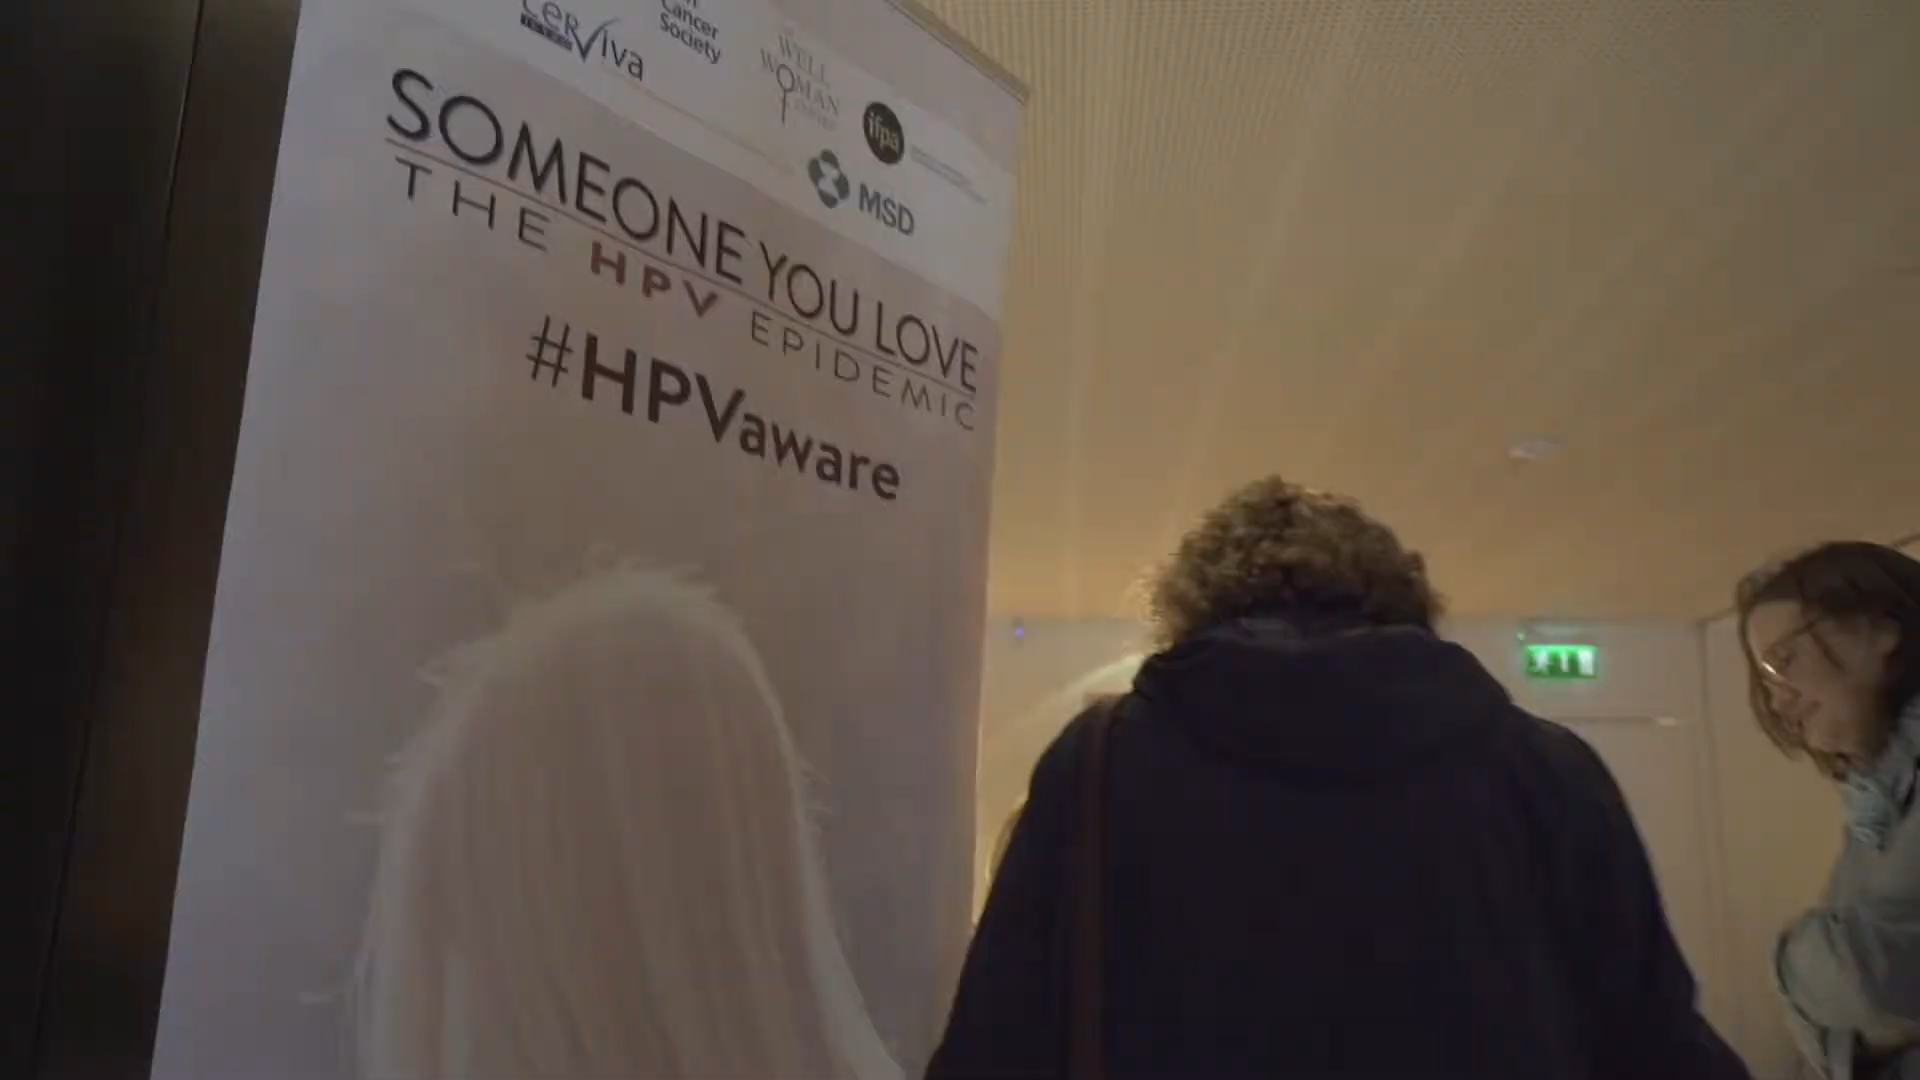 cerviva
Cancer
Society
WELL
WOMAN
ifpa
MSD
SOMEONE YOU LOVE
THE HPV EPIDEMIC
#HPVaware